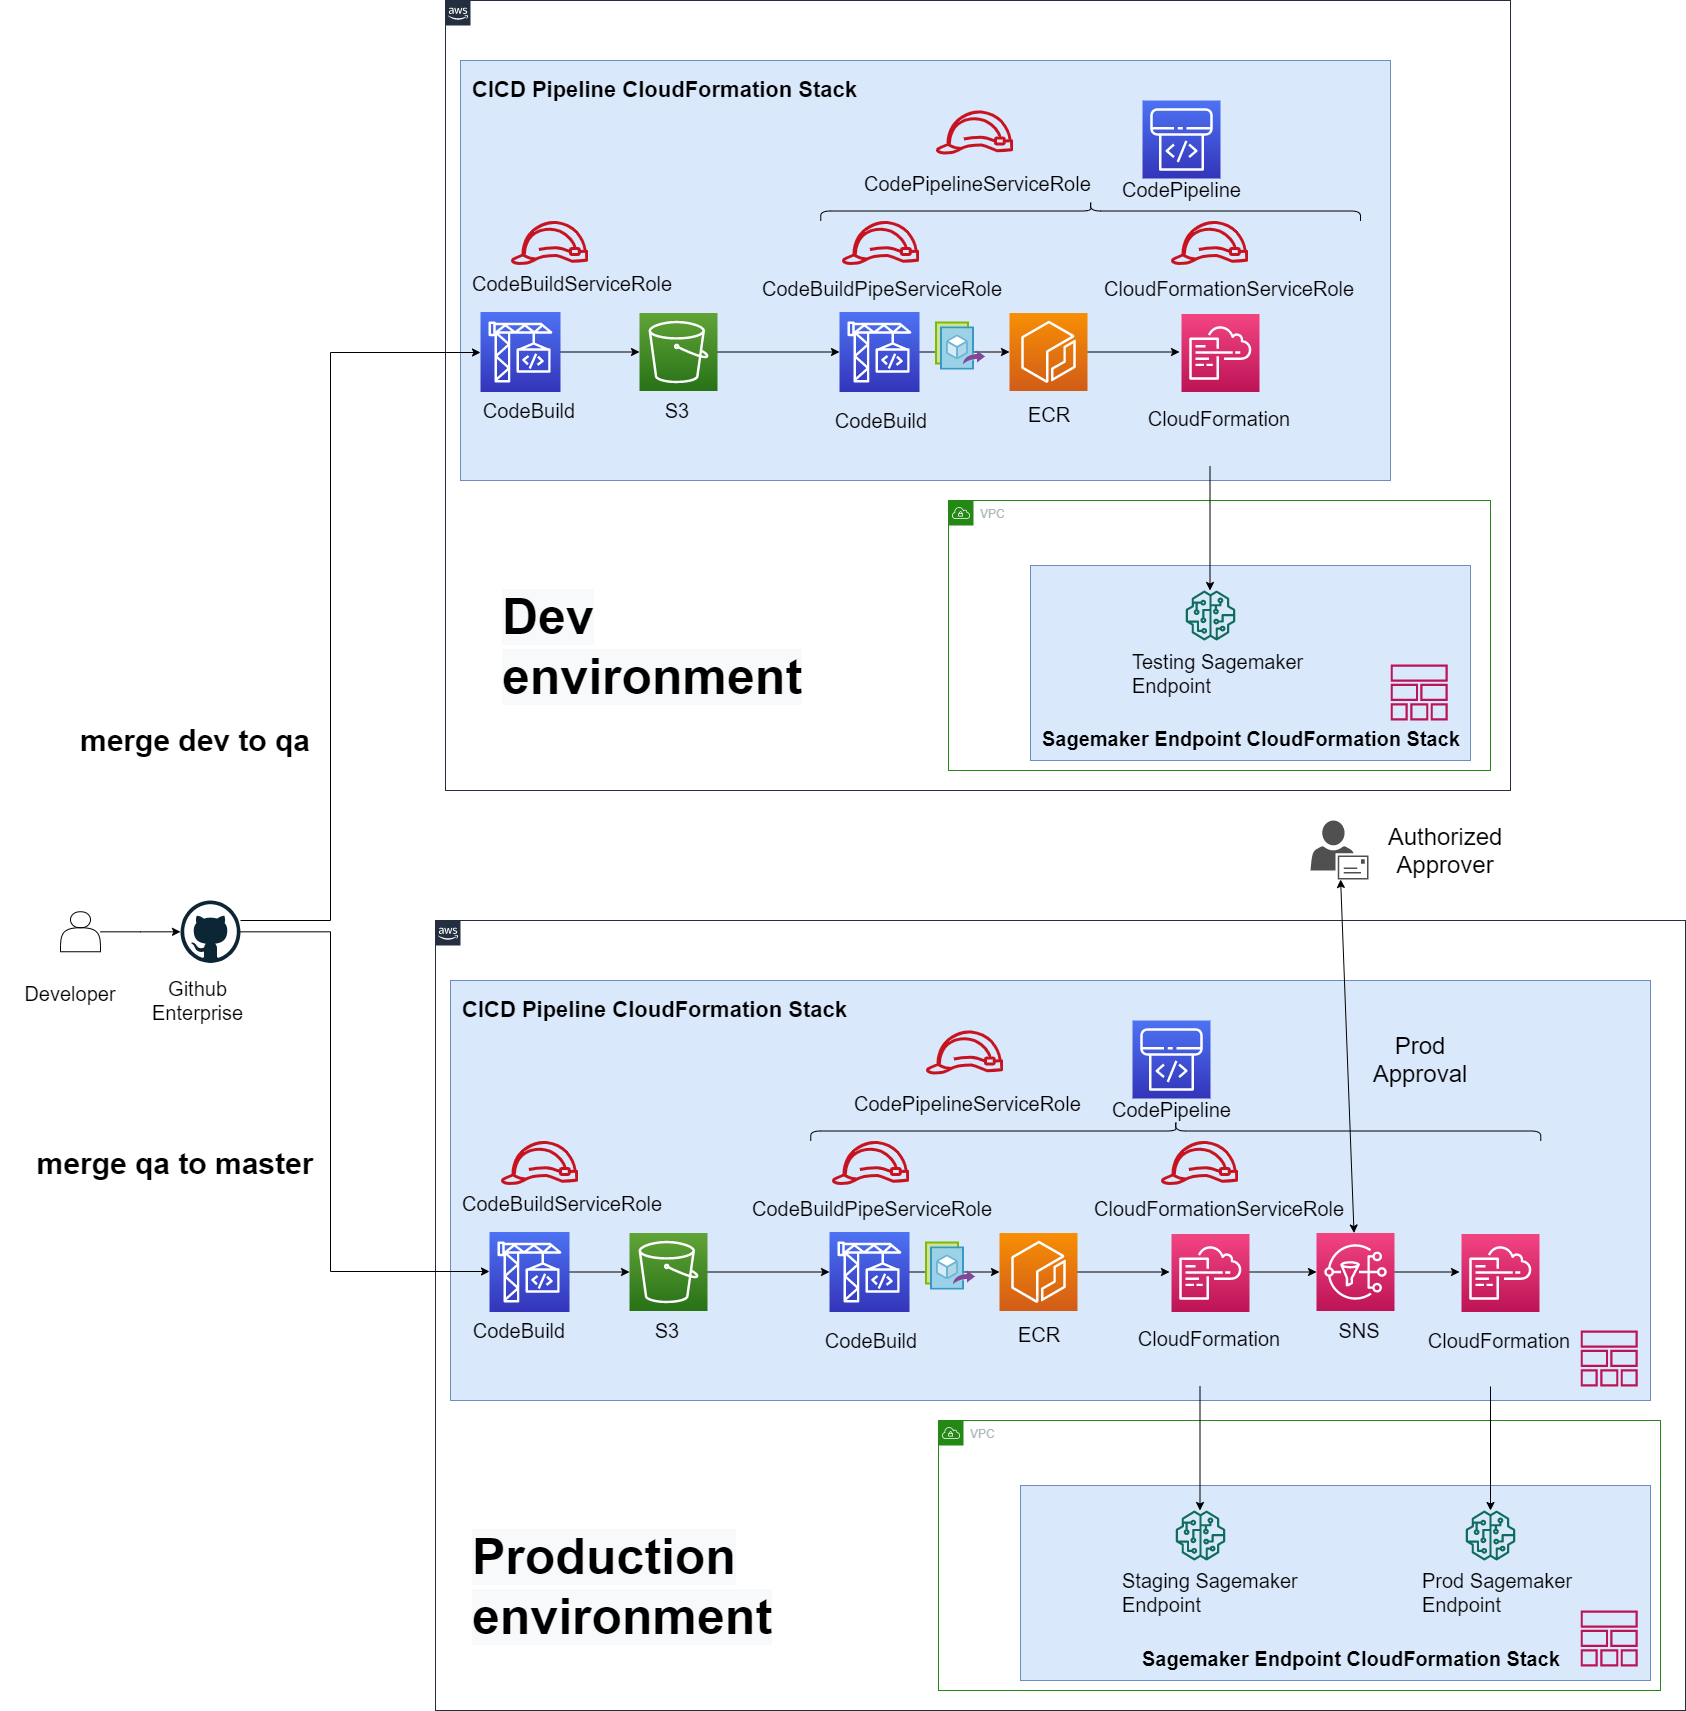 aws
CICD Pipeline CloudFormation Stack
CodePipelineServiceRole
CodePipeline
CodeBuildServiceRole
CodeBuildPipeServiceRole
CloudFormationServiceRole
CodeBuild
S3
CodeBuild
ECR
CloudFormation
VPC
Dev
environment
Testing Sagemaker
Endpoint
Sagemaker Endpoint CloudFormation Stack
merge dev to qa
Authorized
Approver
Developer
Github
Enterprise
aws
CICD Pipeline CloudFormation Stack
Prod
Approval
CodePipelineServiceRole
CodePipeline
merge qa to master
CodeBuildServiceRole
CodeBuildPipeServiceRole
CloudFormationServiceRole
CodeBuild
S3
CodeBuild
ECR
CloudFormation
SNS
CloudFormation
VPC
Production
environment
Staging Sagemaker
Endpoint
Prod Sagemaker
Endpoint
Sagemaker Endpoint CloudFormation Stack